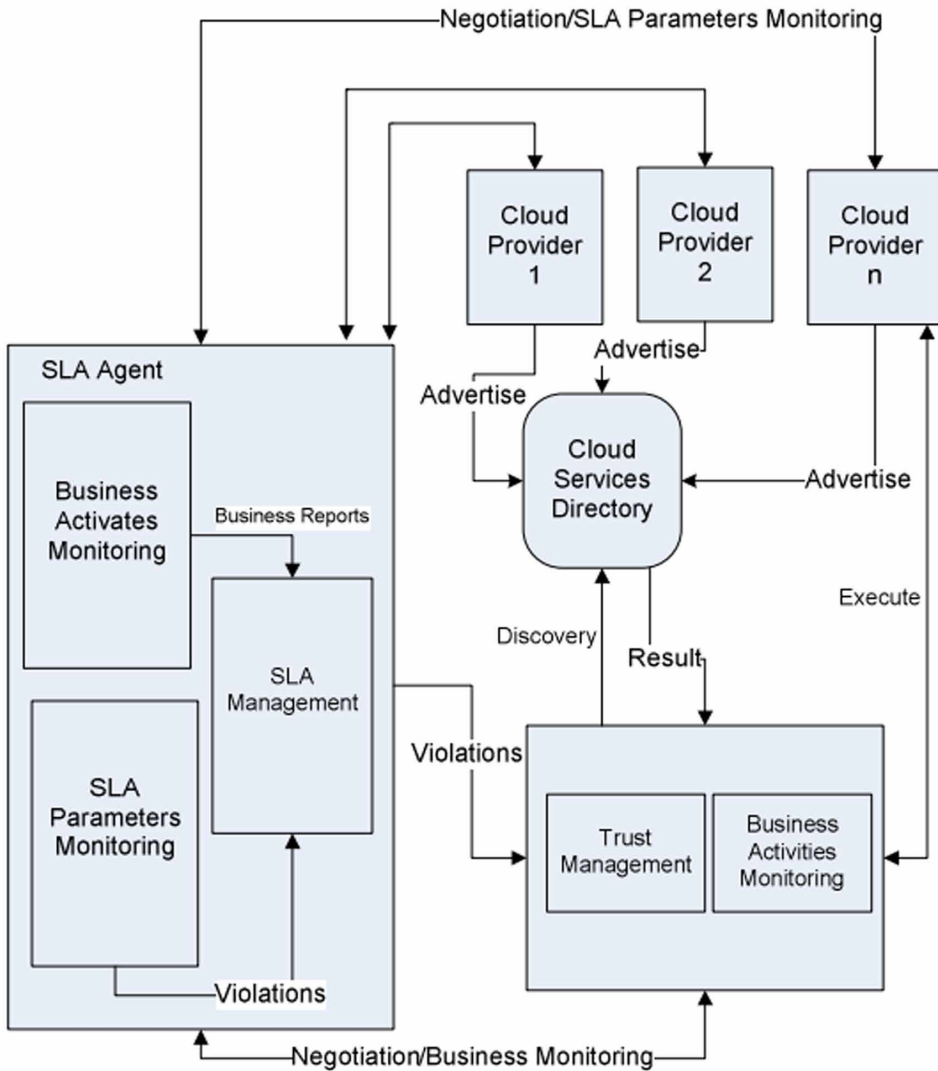 Negotiation/SLA Parameters Monitoring
Cloud
Provider
1
Cloud
Provider
2
Cloud
Provider
n
Advertise
Advertise
Advertise
SLA Agent
Business
Activates
Monitoring
Business Reports
SLA
Management
SLA
Parameters
Monitoring
Violations
Cloud
Services
Directory
Discovery
Result
Execute
Violations
Trust
Management
Business
Activities
Monitoring
Negotiation/Business Monitoring